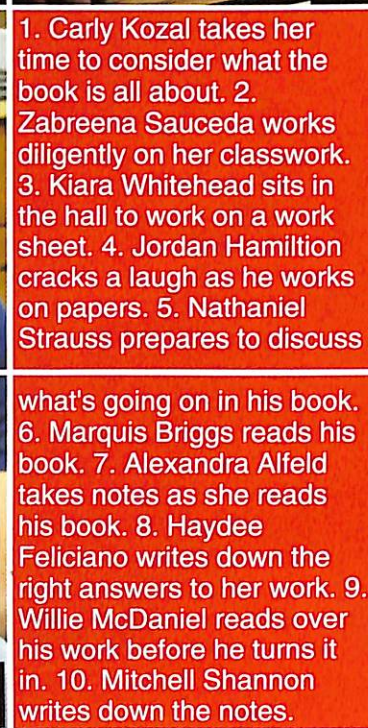 1. Carly Kozal takes her
time to consider what the
book is all about. 2.
Zabreena Sauceda works
diligently on her classwork.
3. Kiara Whitehead sits in
the hall to work on a work
sheet. 4. Jordan Hamiltion
cracks a laugh as he works
on papers. 5. Nathaniel
Strauss prepares to discuss
what's going on in his book.
6. Marquis Briggs reads his
book. 7. Alexandra Alfeld
takes notes as she reads
his book. 8. Haydee
Feliciano writes down the
right answers to her work. 9.
Willie McDaniel reads over
his work before he turns it
in. 10. Mitchell Shannon
writes down the notes.